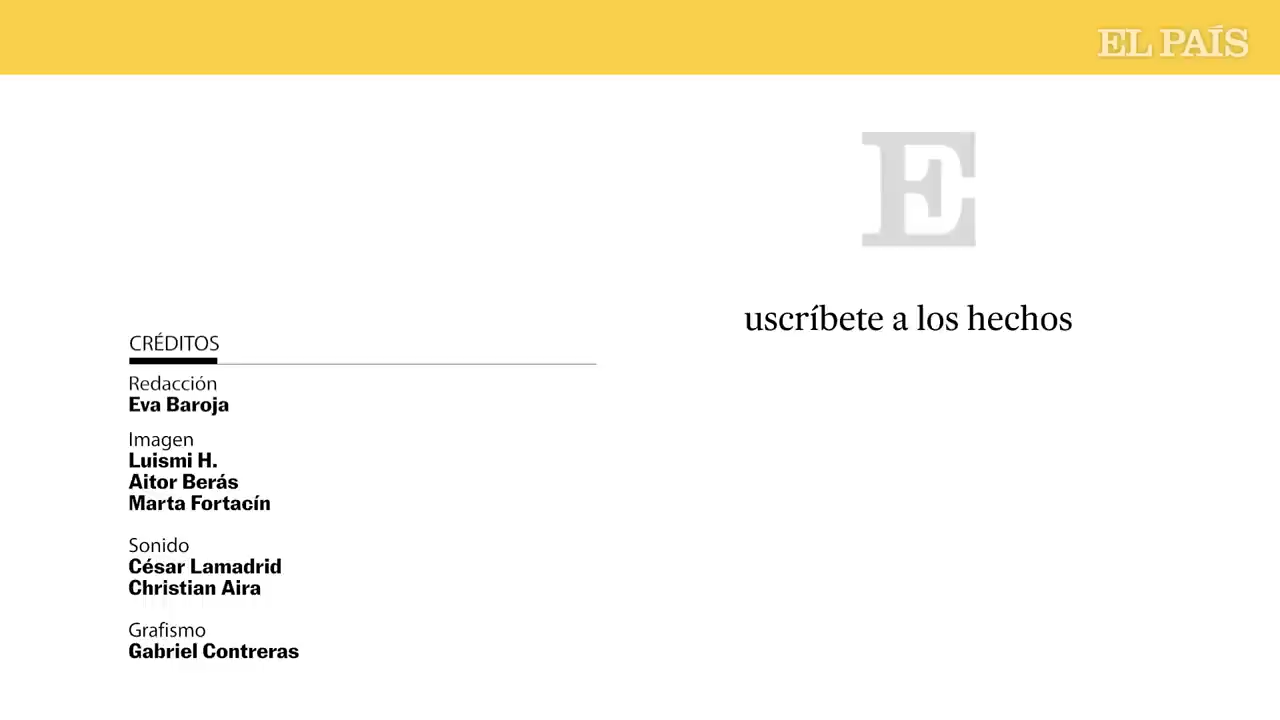 EL PAÍS
E
uscríbete a los hechos
CRÉDITOS
Redacción
Eva Baroja
Imagen
Luismi H.
Aitor Berás
Marta Fortacín
Sonido
César Lamadrid
Christian Aira
Grafismo
Gabriel Contreras